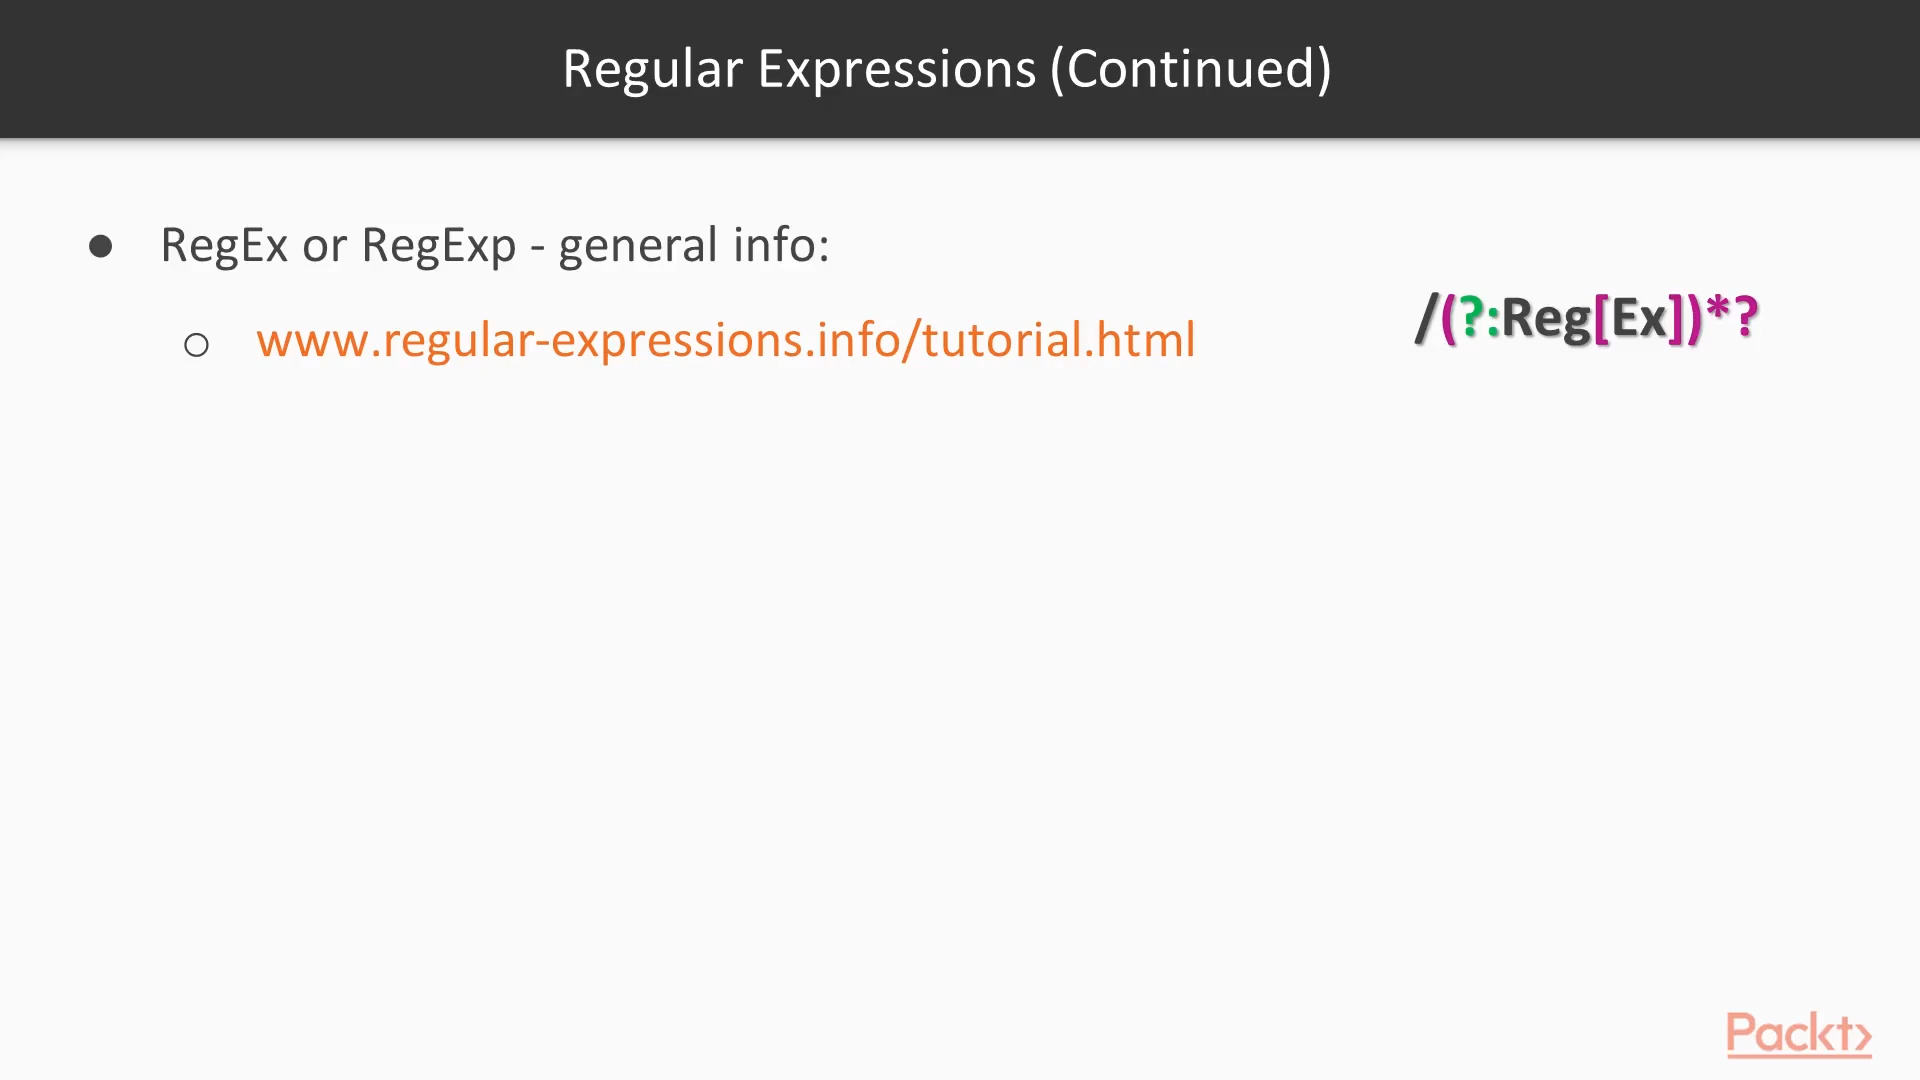 Regular Expressions (Continued)
● RegEx or RegExp - general info:
○ www.regular-expressions.info/tutorial.html
/(?:Reg[Ex])*?
Packt>